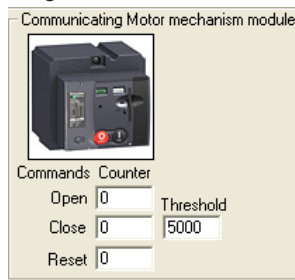 Communicating Motor mechanism module
Commands Counter
Open 0 Threshold
Close 0 5000
Reset 0